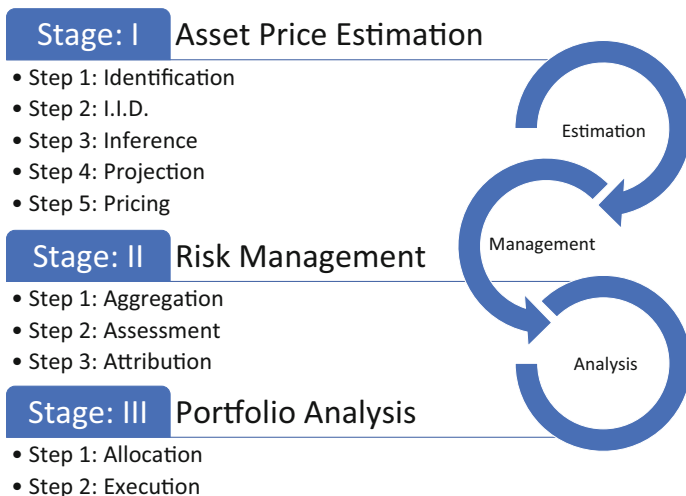 Stage: I Asset Price Estimation
• Step 1: Identification
• Step 2: I.I.D.
• Step 3: Inference
• Step 4: Projection
• Step 5: Pricing
Stage: II Risk Management
• Step 1: Aggregation
• Step 2: Assessment
• Step 3: Attribution
Stage: III Portfolio Analysis
• Step 1: Allocation
• Step 2: Execution
Estimation
Management
Analysis